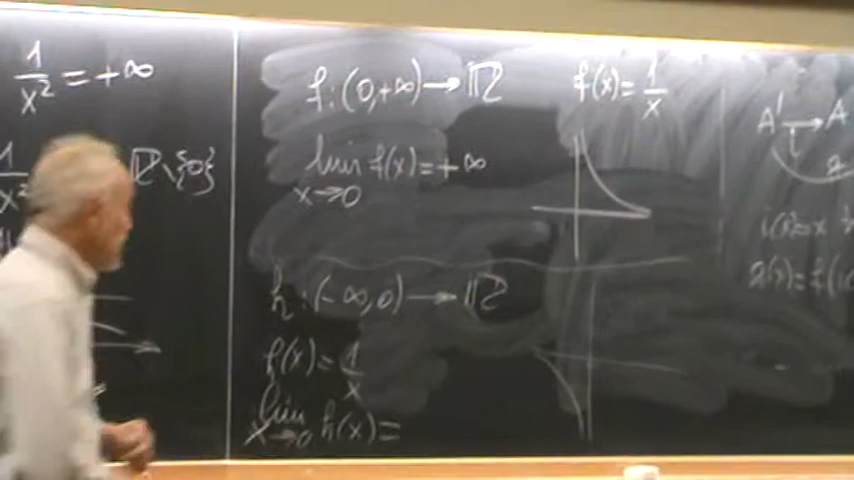 1/x² = +∞
1/x²
ℝ\{0}
f: (0,+∞) → ℝ
f(x) = 1/x
lim f(x) = +∞
x→0
h: (-∞,0) → ℝ
h(x) = 1/x
lim h(x) =
x→0
A' → A
i
i(x) = x
g(x) = f(i(